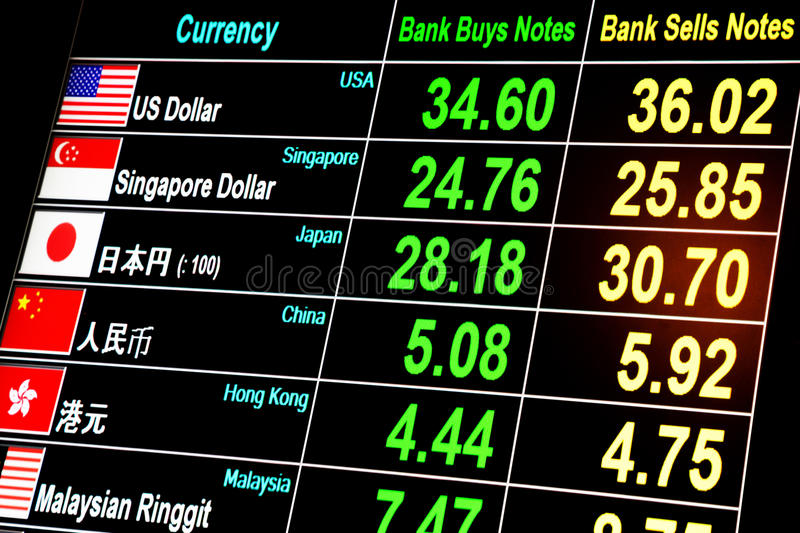 Currency Bank Buys Notes Bank Sells Notes
USA
US Dollar 34.60 36.02
Singapore
Singapore Dollar 24.76 25.85
Japan
日本円 (: 100) 28.18 30.70
China
人民币 5.08 5.92
Hong Kong
港元 4.44 4.75
Malaysia
Malaysian Ringgit 7.47
dreamstime